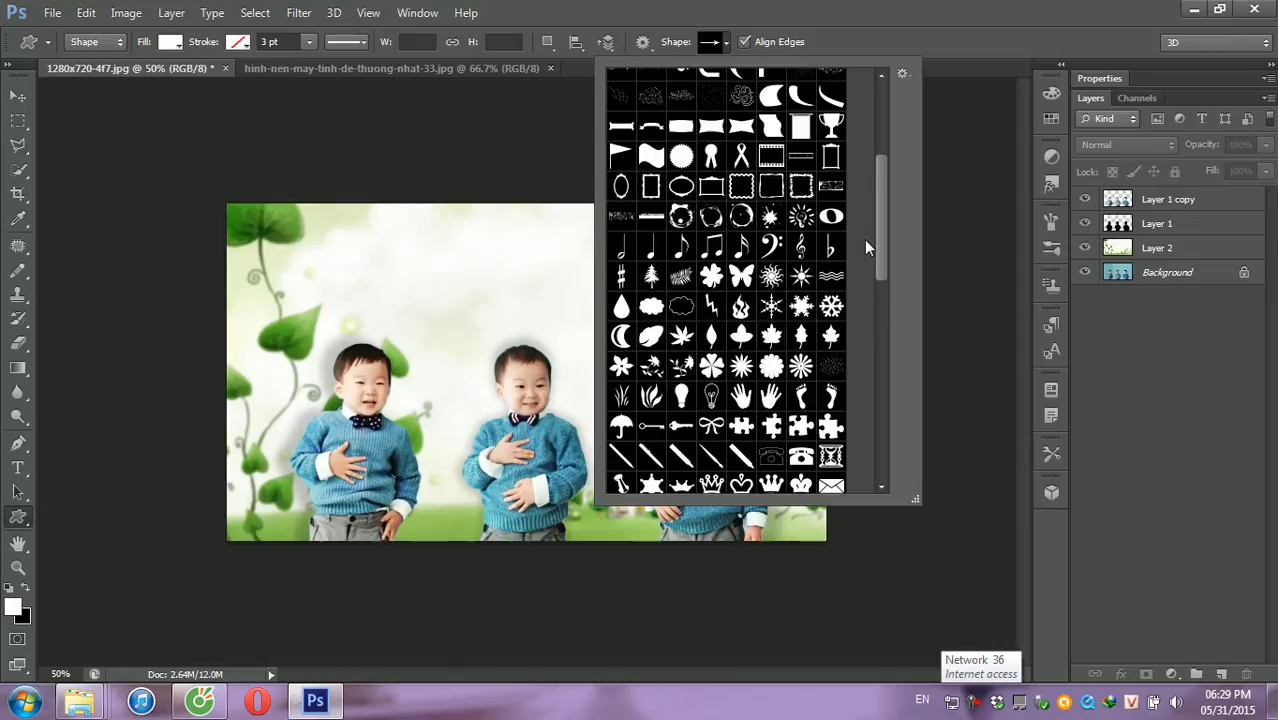 Ps File Edit Image Layer Type Select Filter 3D View Window Help
Shape Fill: Stroke: 3 pt W: H: Shape: Align Edges 3D
1280x720-4f7.jpg @ 50% (RGB/8) * × hinh-nen-may-tinh-de-thuong-nhat-33.jpg @ 66.7% (RGB/8) ×
Properties
Layers Channels
Kind
Normal Opacity: 100%
Lock: Fill: 100%
Layer 1 copy
Layer 1
Layer 2
Background
50% Doc: 2.64M/12.0M
Network 36
Internet access
Ps EN 06:29 PM
05/31/2015